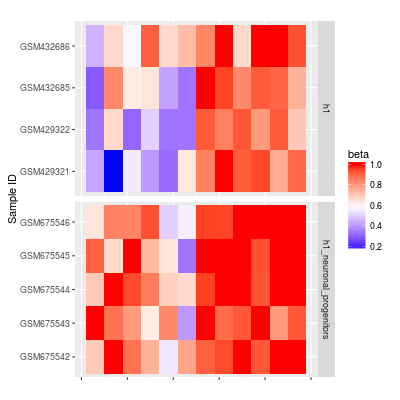 Sample ID
GSM432686
GSM432685
GSM429322
GSM429321
h1
GSM675546
GSM675545
GSM675544
GSM675543
GSM675542
h1_neuronal_progenitors
beta
1.0
0.8
0.6
0.4
0.2